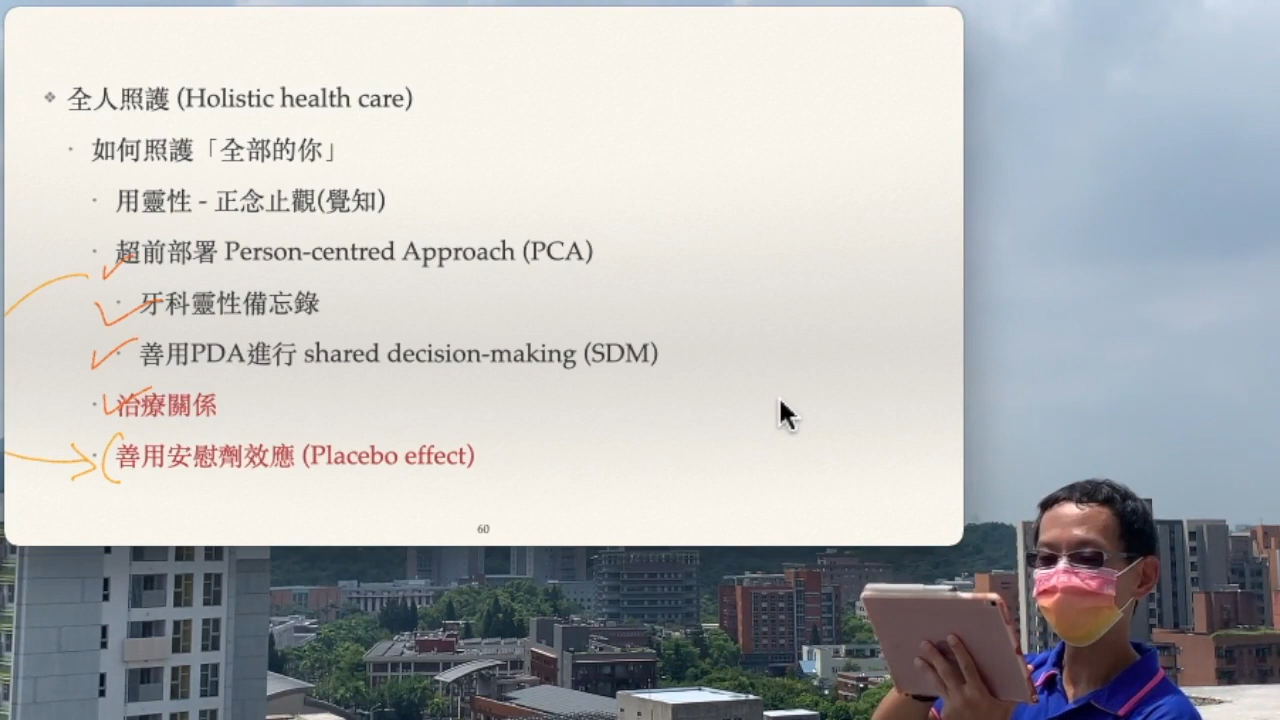 全人照護 (Holistic health care)
如何照護「全部的你」
用靈性 - 正念止觀(覺知)
超前部署 Person-centred Approach (PCA)
牙科靈性備忘錄
善用PDA進行 shared decision-making (SDM)
治療關係
善用安慰劑效應 (Placebo effect)
60